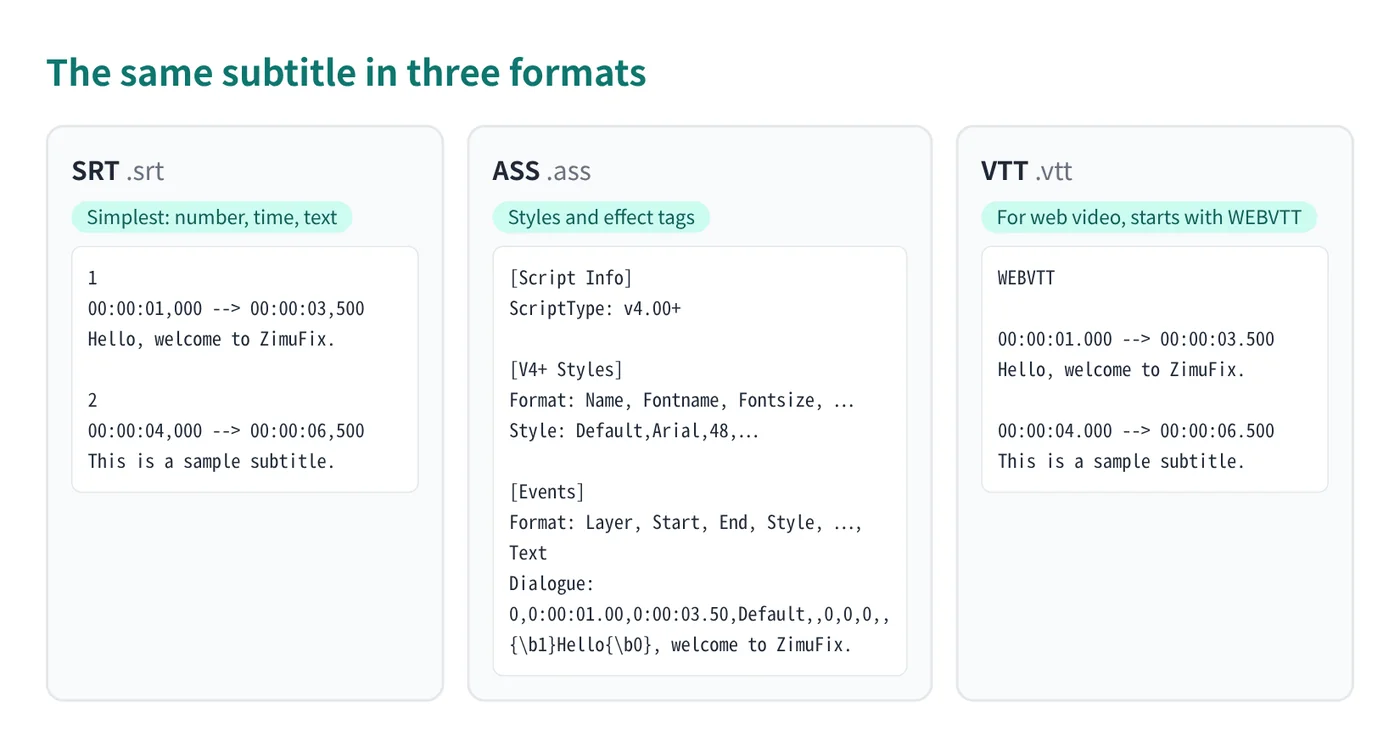 The same subtitle in three formats
SRT .srt
Simplest: number, time, text
1
00:00:01,000 --> 00:00:03,500
Hello, welcome to ZimuFix.

2
00:00:04,000 --> 00:00:06,500
This is a sample subtitle.
ASS .ass
Styles and effect tags
[Script Info]
ScriptType: v4.00+

[V4+ Styles]
Format: Name, Fontname, Fontsize, ...
Style: Default,Arial,48,...

[Events]
Format: Layer, Start, End, Style, ...,
Text
Dialogue:
0,0:00:01.00,0:00:03.50,Default,,0,0,0,,
{\b1}Hello{\b0}, welcome to ZimuFix.
VTT .vtt
For web video, starts with WEBVTT
WEBVTT

00:00:01.000 --> 00:00:03.500
Hello, welcome to ZimuFix.

00:00:04.000 --> 00:00:06.500
This is a sample subtitle.